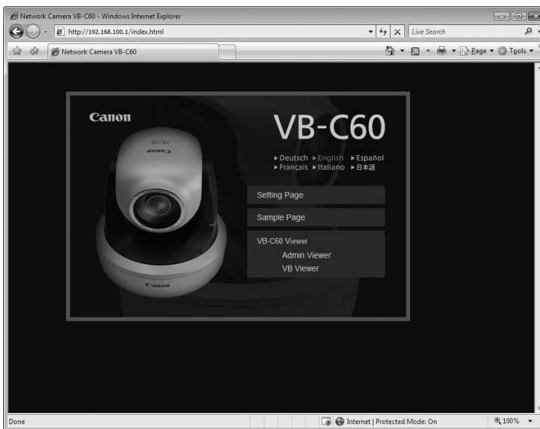 Network Camera VB-C60 - Windows Internet Explorer
http://192.168.100.1/index.html
Live Search
Network Camera VB-C60
Page
Tools
Canon
VB-C60
Deutsch English Español
Français Italiano 日本語
Setting Page
Sample Page
VB-C60 Viewer
Admin Viewer
VB Viewer
Canon
Canon
Done
Internet | Protected Mode: On
100%